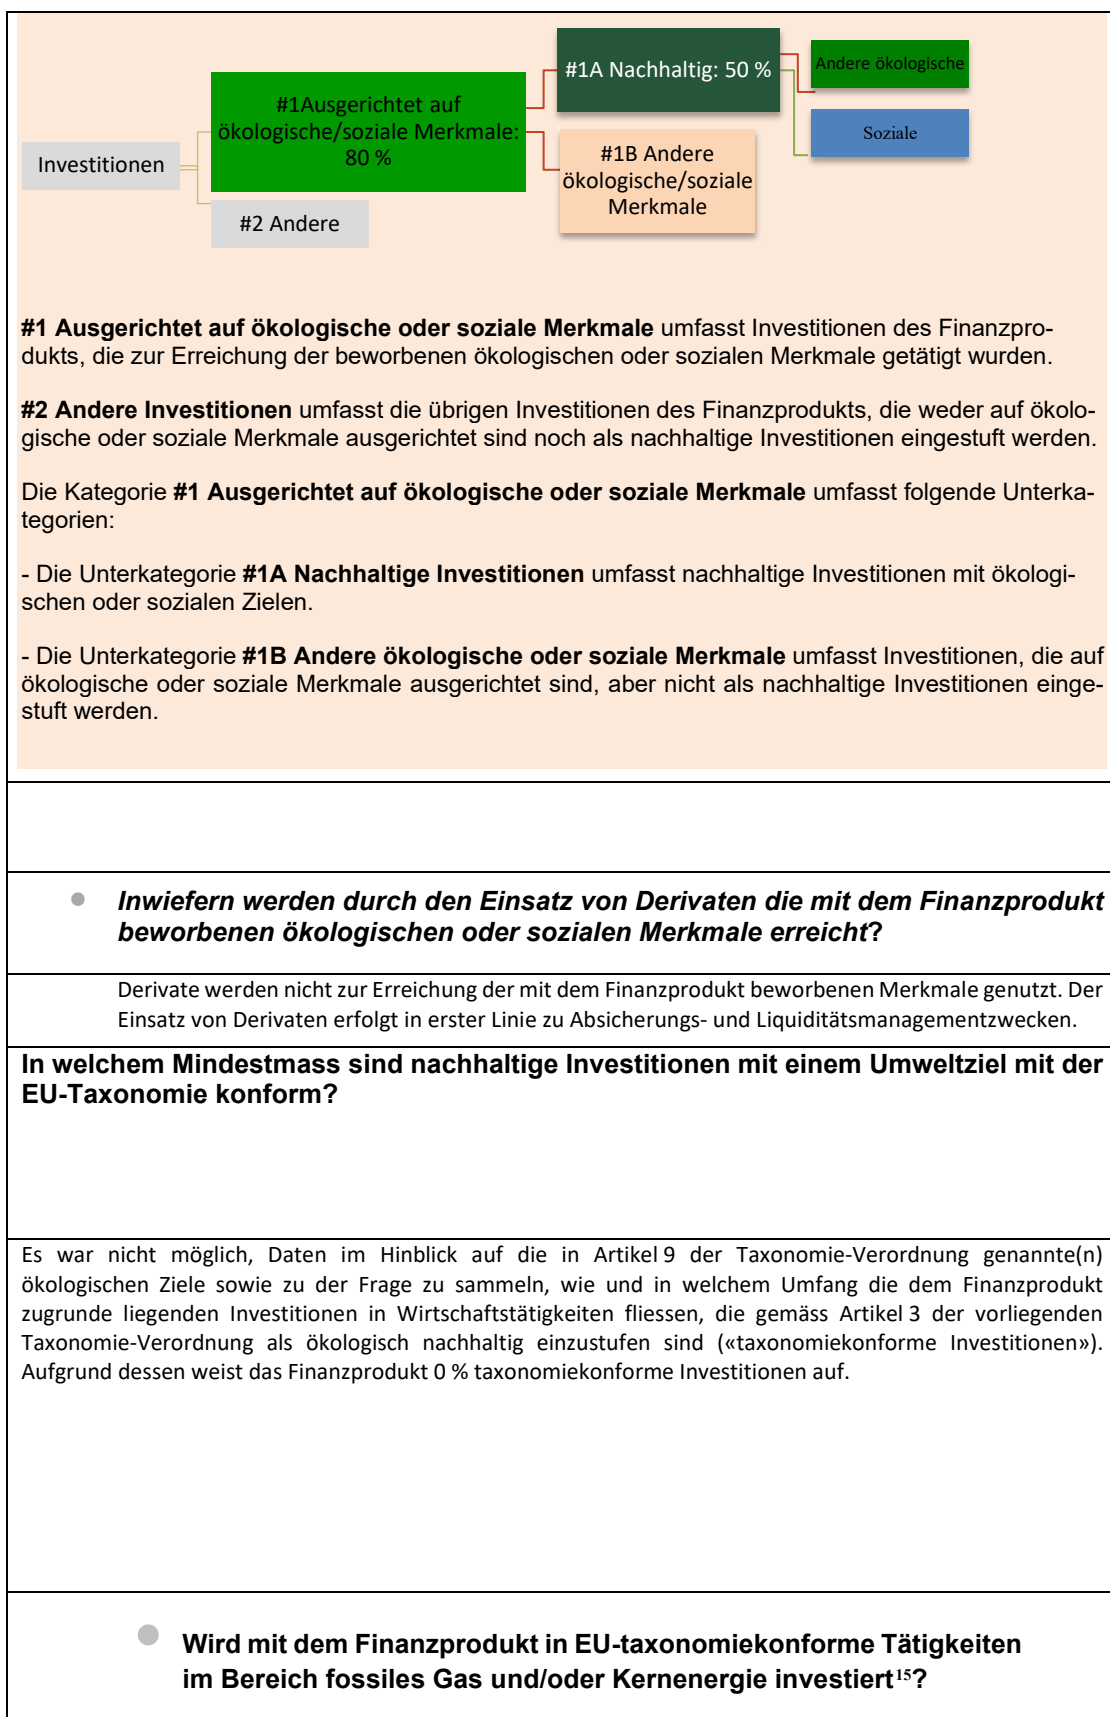 Investitionen
#1Ausgerichtet auf
ökologische/soziale Merkmale:
80 %
#2 Andere
#1A Nachhaltig: 50 %
#1B Andere
ökologische/soziale
Merkmale
Andere ökologische
Soziale
#1 Ausgerichtet auf ökologische oder soziale Merkmale umfasst Investitionen des Finanzpro-
dukts, die zur Erreichung der beworbenen ökologischen oder sozialen Merkmale getätigt wurden.
#2 Andere Investitionen umfasst die übrigen Investitionen des Finanzprodukts, die weder auf ökolo-
gische oder soziale Merkmale ausgerichtet sind noch als nachhaltige Investitionen eingestuft werden.
Die Kategorie #1 Ausgerichtet auf ökologische oder soziale Merkmale umfasst folgende Unterka-
tegorien:
- Die Unterkategorie #1A Nachhaltige Investitionen umfasst nachhaltige Investitionen mit ökologi-
schen oder sozialen Zielen.
- Die Unterkategorie #1B Andere ökologische oder soziale Merkmale umfasst Investitionen, die auf
ökologische oder soziale Merkmale ausgerichtet sind, aber nicht als nachhaltige Investitionen einge-
stuft werden.
• Inwiefern werden durch den Einsatz von Derivaten die mit dem Finanzprodukt
beworbenen ökologischen oder sozialen Merkmale erreicht?
Derivate werden nicht zur Erreichung der mit dem Finanzprodukt beworbenen Merkmale genutzt. Der
Einsatz von Derivaten erfolgt in erster Linie zu Absicherungs- und Liquiditätsmanagementzwecken.
In welchem Mindestmass sind nachhaltige Investitionen mit einem Umweltziel mit der
EU-Taxonomie konform?
Es war nicht möglich, Daten im Hinblick auf die in Artikel 9 der Taxonomie-Verordnung genannte(n)
ökologischen Ziele sowie zu der Frage zu sammeln, wie und in welchem Umfang die dem Finanzprodukt
zugrunde liegenden Investitionen in Wirtschaftstätigkeiten fliessen, die gemäss Artikel 3 der vorliegenden
Taxonomie-Verordnung als ökologisch nachhaltig einzustufen sind («taxonomiekonforme Investitionen»).
Aufgrund dessen weist das Finanzprodukt 0 % taxonomiekonforme Investitionen auf.
• Wird mit dem Finanzprodukt in EU-taxonomiekonforme Tätigkeiten
im Bereich fossiles Gas und/oder Kernenergie investiert15?